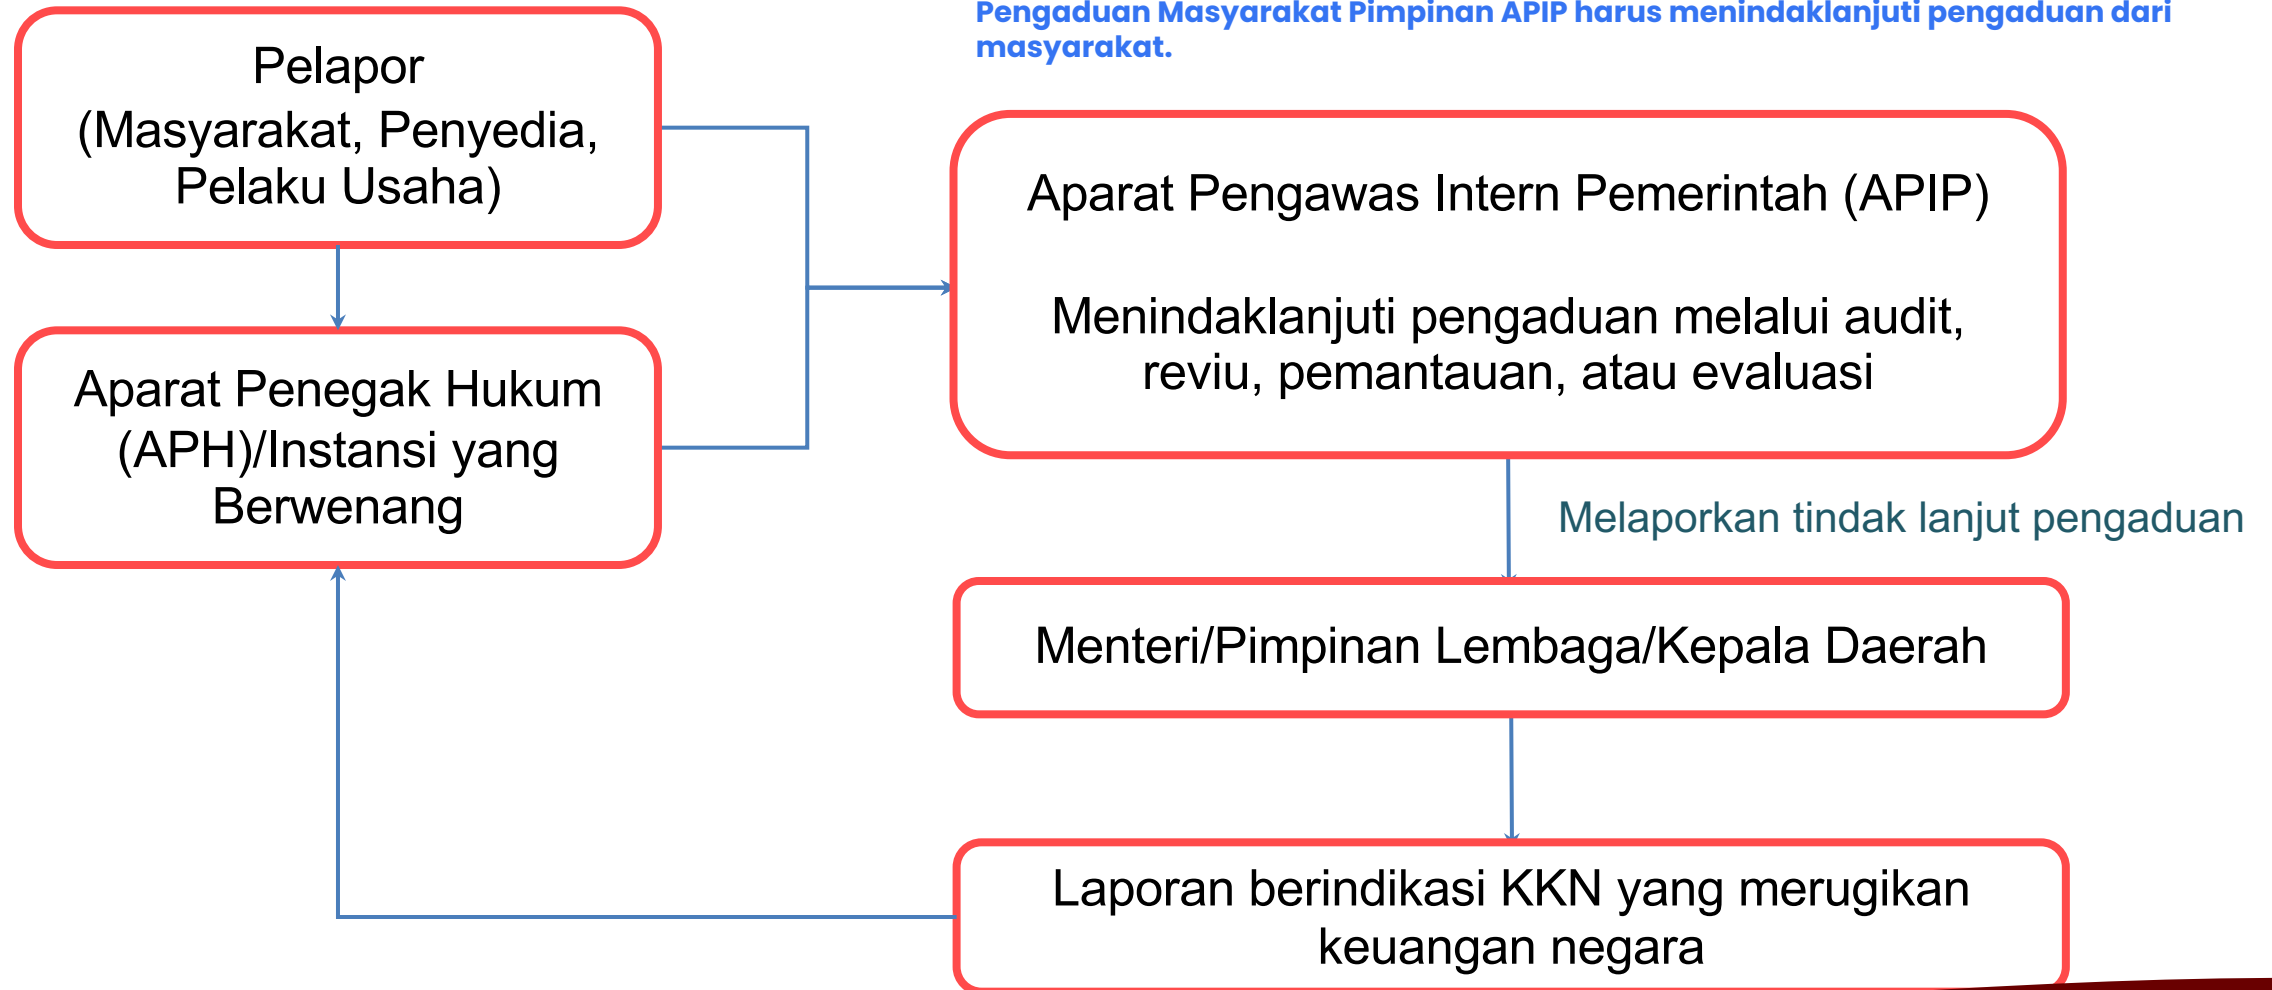 Pengaduan Masyarakat Pimpinan APIP harus menindaklanjuti pengaduan dari
masyarakat.
Pelapor
(Masyarakat, Penyedia,
Pelaku Usaha)
Aparat Penegak Hukum
(APH)/Instansi yang
Berwenang
Aparat Pengawas Intern Pemerintah (APIP)
Menindaklanjuti pengaduan melalui audit,
reviu, pemantauan, atau evaluasi
Melaporkan tindak lanjut pengaduan
Menteri/Pimpinan Lembaga/Kepala Daerah
Laporan berindikasi KKN yang merugikan
keuangan negara